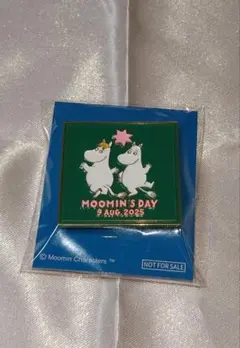 MOOMIN'S DAY
9 AUG. 2025
© Moomin Characters ™
NOT FOR SALE